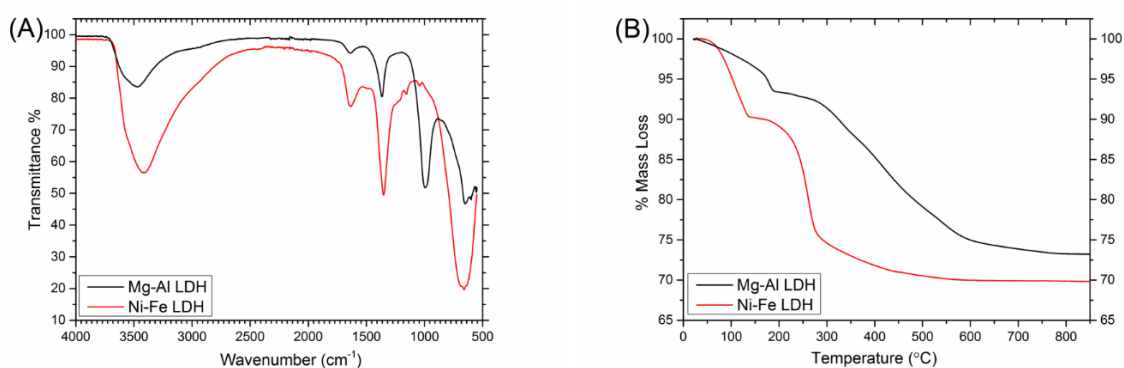 (A)
100
90
80
70
60
50
40
30
20
10
Transmittance %
Mg-Al LDH
Ni-Fe LDH
4000 3500 3000 2500 2000 1500 1000 500
Wavenumber (cm⁻¹)
(B)
100
95
90
85
80
75
70
65
% Mass Loss
100
95
90
85
80
75
70
65
Mg-Al LDH
Ni-Fe LDH
0 100 200 300 400 500 600 700 800
Temperature (°C)